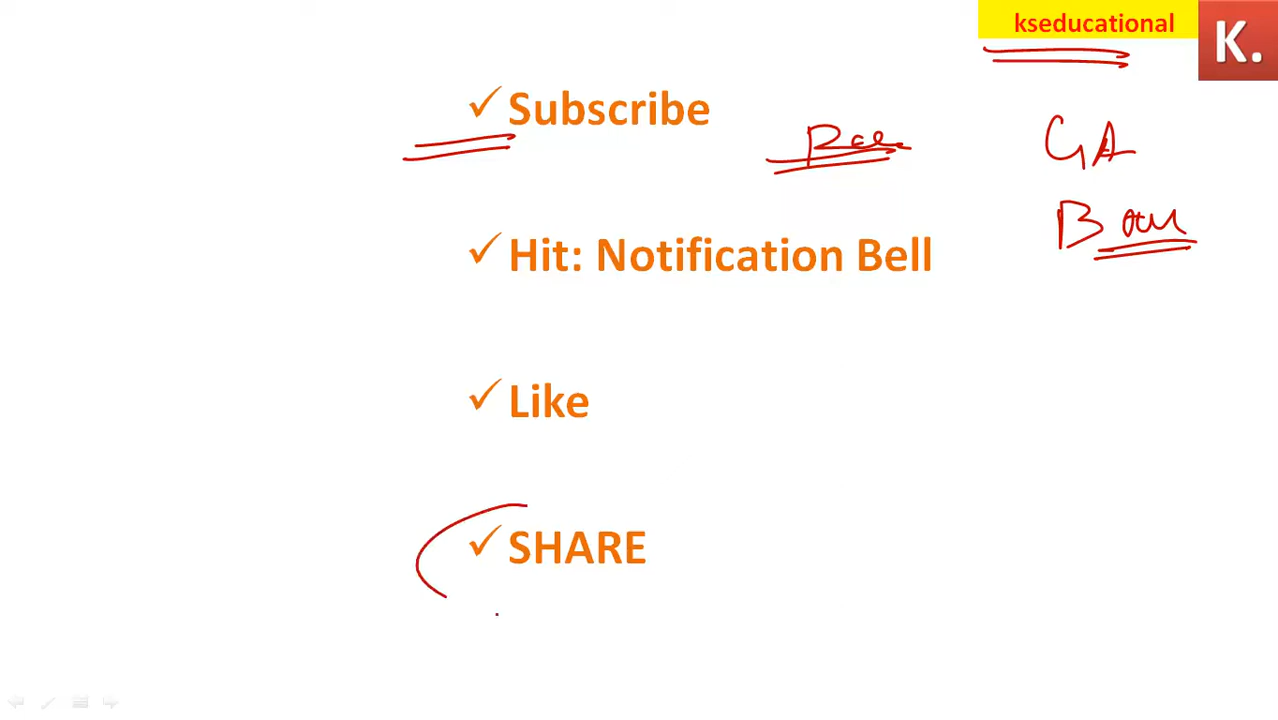 kseducational
K.
✓ Subscribe
GA
✓ Hit: Notification Bell
✓ Like
✓ SHARE